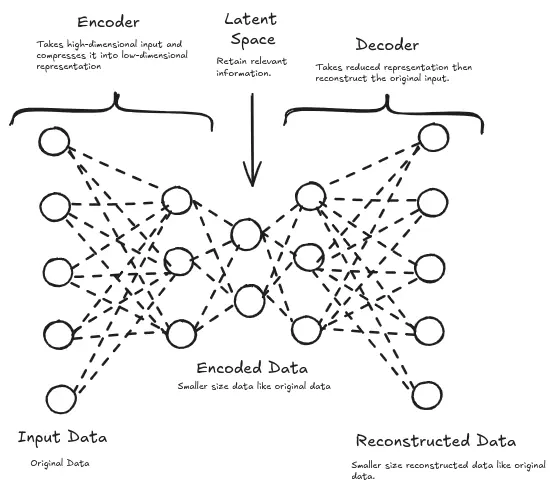 Encoder
Takes high-dimensional input and
compresses it into low-dimensional
representation
Latent
Space
Retain relevant
information.
Decoder
Takes reduced representation then
reconstruct the original input.
Encoded Data
Smaller size data like original data
Input Data
Original Data
Reconstructed Data
Smaller size reconstructed data like original
data.